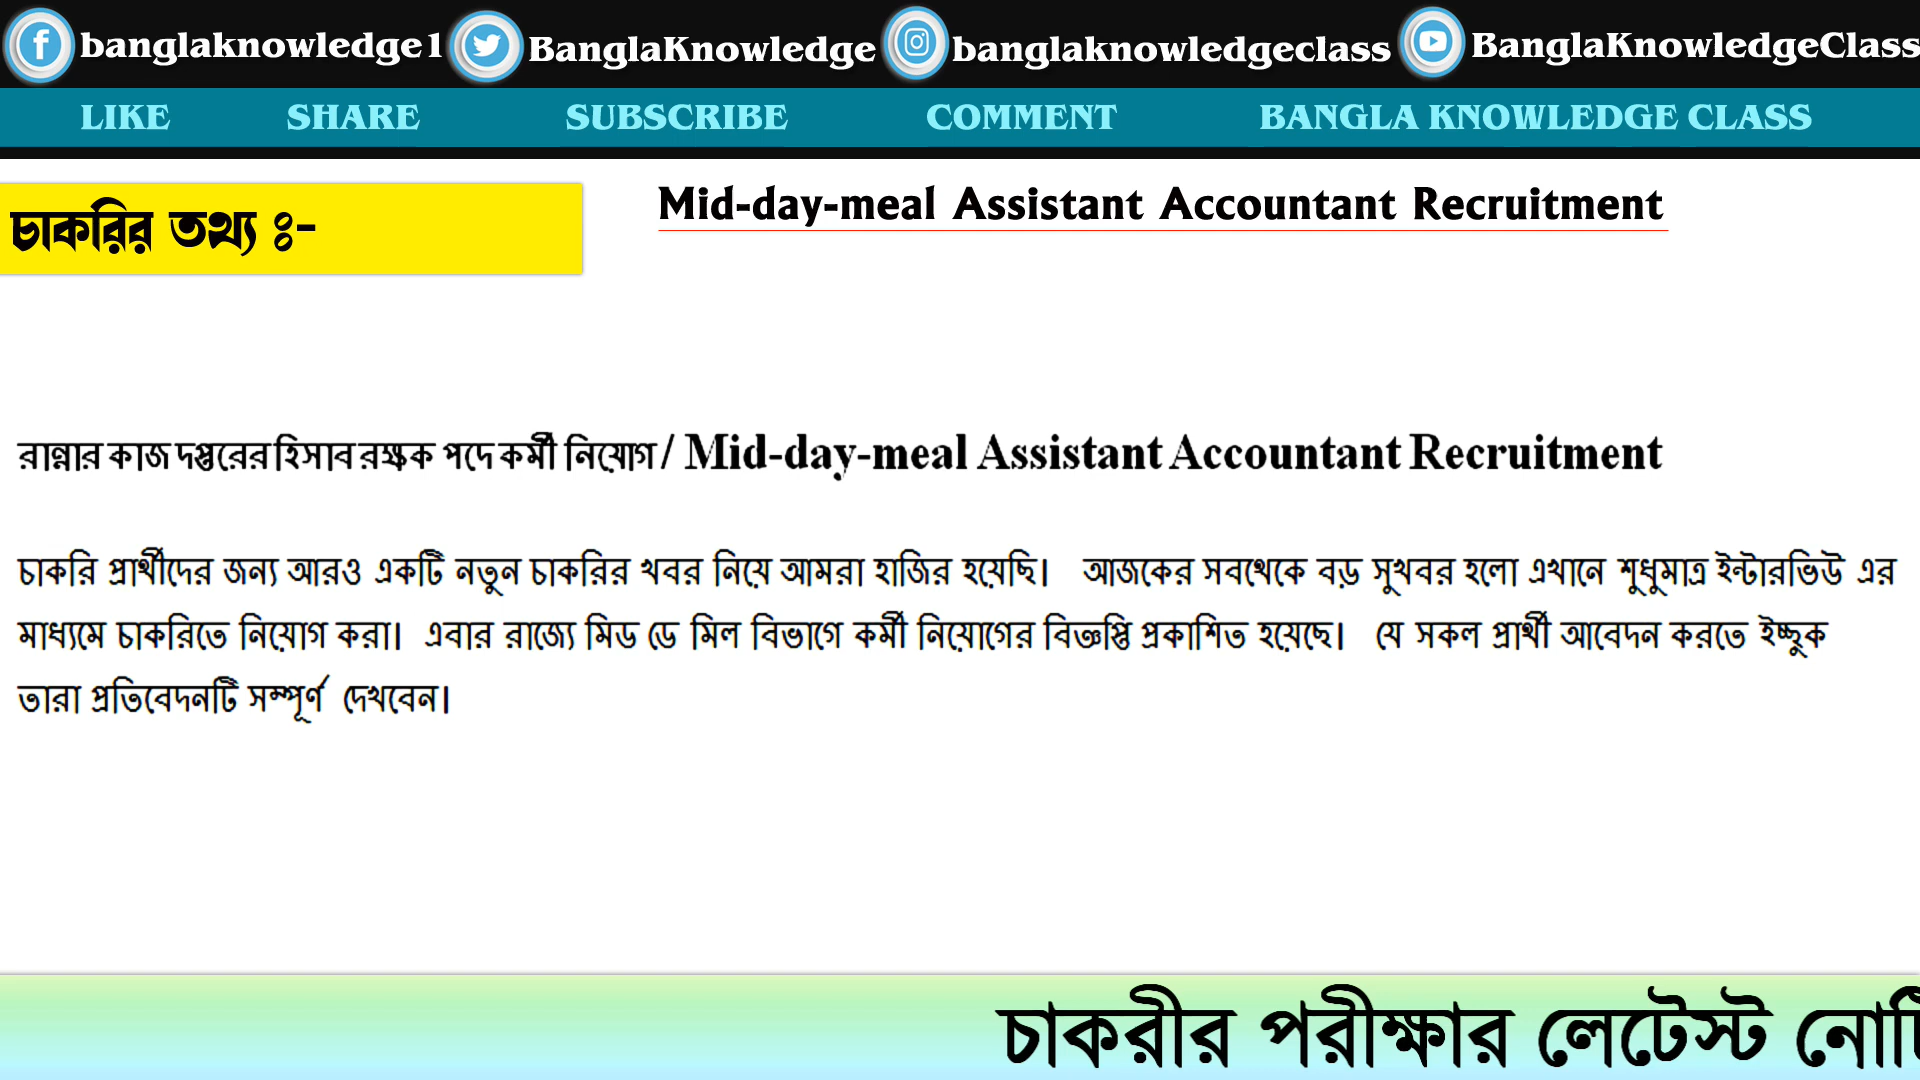 banglaknowledge1 BanglaKnowledge banglaknowledgeclass BanglaKnowledgeClass
LIKE SHARE SUBSCRIBE COMMENT BANGLA KNOWLEDGE CLASS
চাকরির তথ্য ঃ-
Mid-day-meal Assistant Accountant Recruitment
রান্নার কাজ দপ্তরের হিসাব রক্ষক পদে কর্মী নিয়োগ / Mid-day-meal Assistant Accountant Recruitment
চাকরি প্রার্থীদের জন্য আরও একটি নতুন চাকরির খবর নিয়ে আমরা হাজির হয়েছি। আজকের সবথেকে বড় সুখবর হলো এখানে শুধুমাত্র ইন্টারভিউ এর
মাধ্যমে চাকরিতে নিয়োগ করা। এবার রাজ্যে মিড ডে মিল বিভাগে কর্মী নিয়োগের বিজ্ঞপ্তি প্রকাশিত হয়েছে। যে সকল প্রার্থী আবেদন করতে ইচ্ছুক
তারা প্রতিবেদনটি সম্পূর্ণ দেখবেন।
চাকরীর পরীক্ষার লেটেস্ট